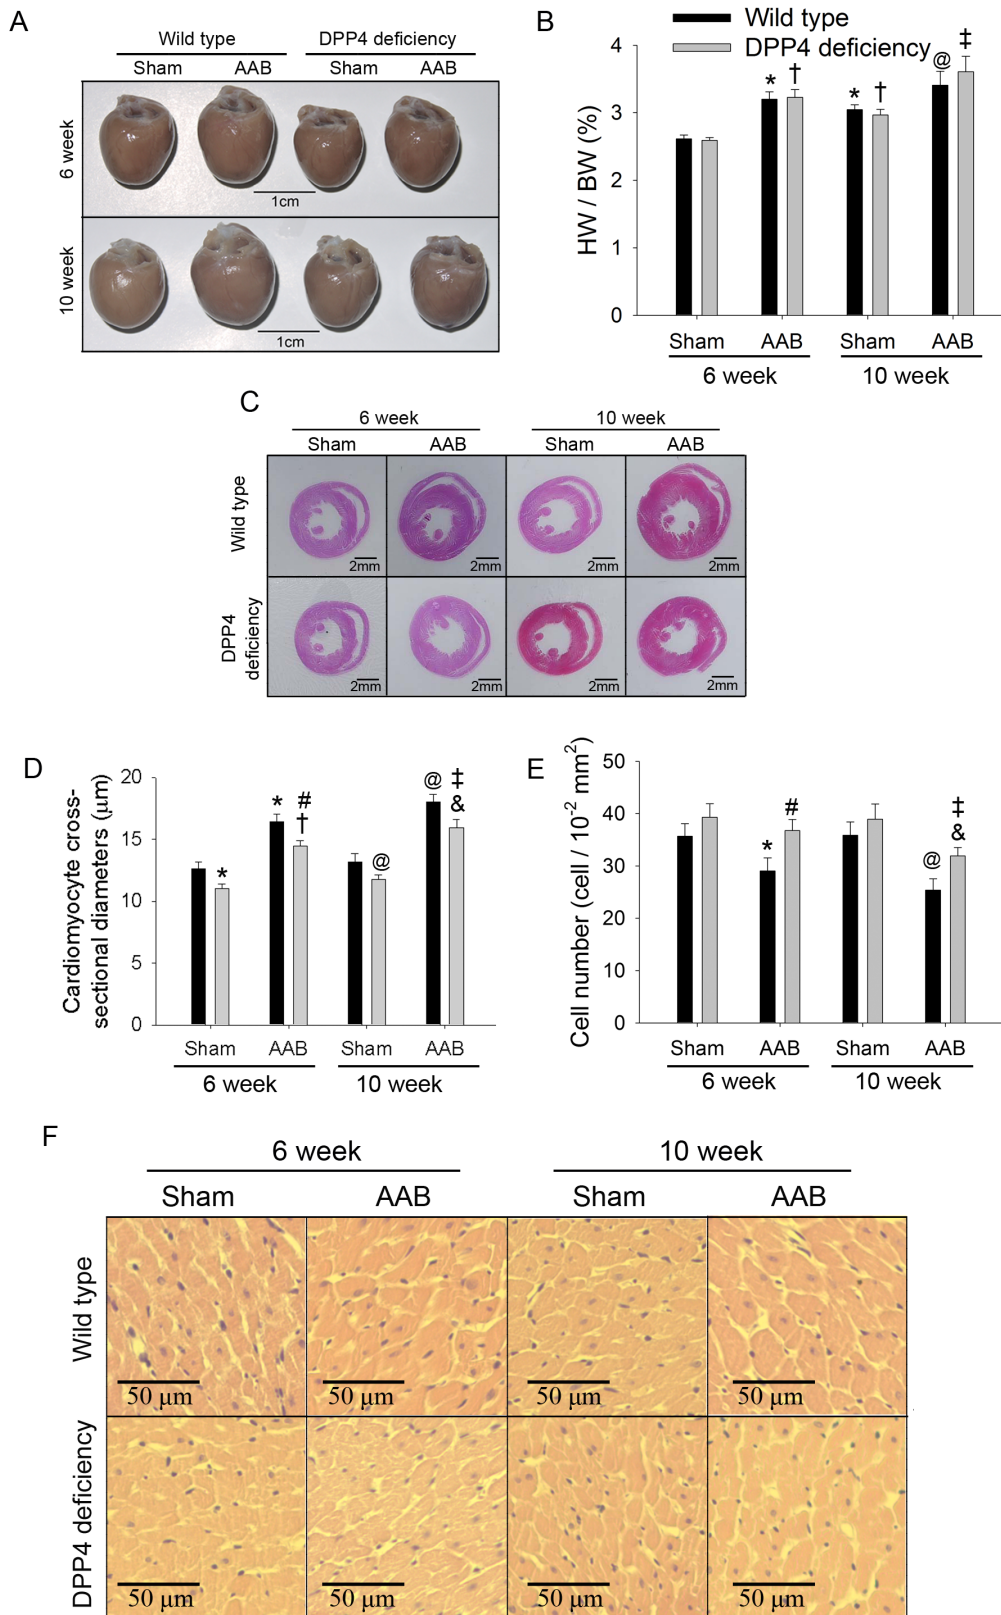 A
Wild type DPP4 deficiency
Sham AAB Sham AAB
6 week
1cm
10 week
1cm
B
Wild type
DPP4 deficiency
HW / BW (%)
4
3
2
1
0
* † * † @ ‡
Sham AAB Sham AAB
6 week 10 week
C
6 week 10 week
Sham AAB Sham AAB
Wild type
2mm 2mm 2mm 2mm
DPP4
deficiency
2mm 2mm 2mm 2mm
D
Cardiomyocyte cross-
sectional diameters (μm)
20
15
10
5
0
* * # † @ @ ‡ &
Sham AAB Sham AAB
6 week 10 week
E
Cell number (cell / 10⁻² mm²)
50
40
30
20
10
0
* # @ ‡ &
Sham AAB Sham AAB
6 week 10 week
F
6 week 10 week
Sham AAB Sham AAB
Wild type
50 μm 50 μm 50 μm 50 μm
DPP4 deficiency
50 μm 50 μm 50 μm 50 μm